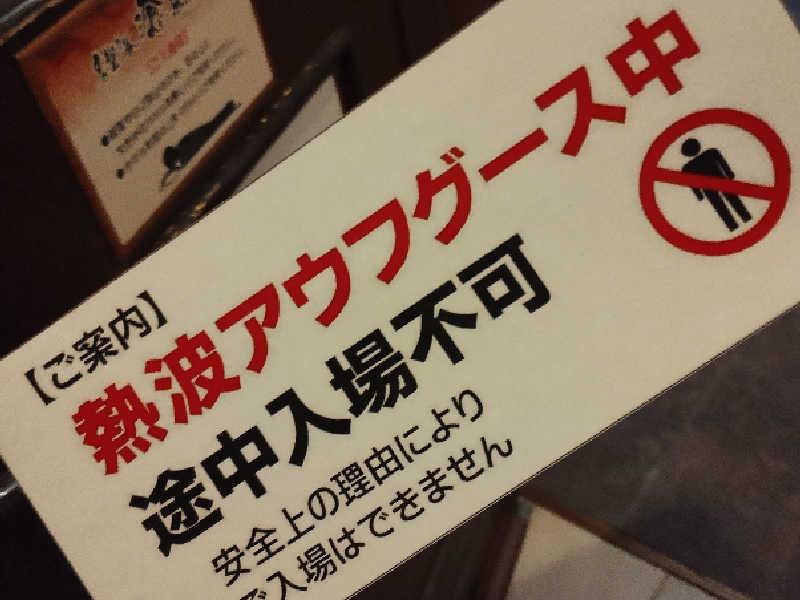 【ご案内】
熱波アウフグース中
途中入場不可
安全上の理由により
ご入場はできません